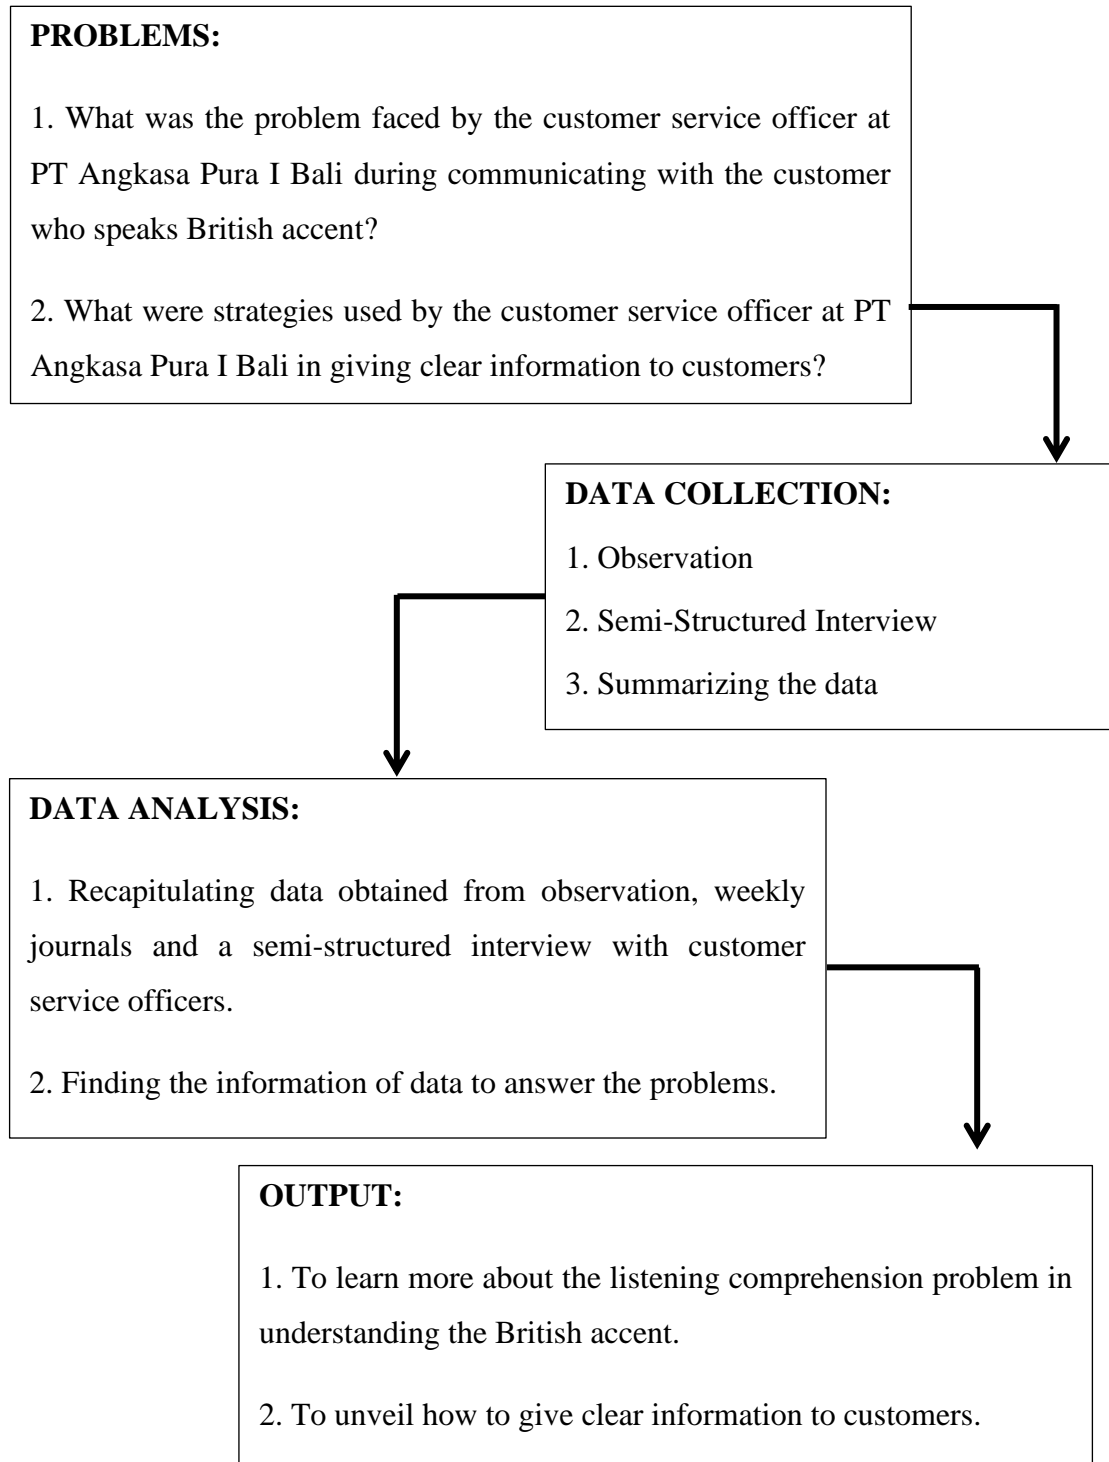 PROBLEMS:
1. What was the problem faced by the customer service officer at
PT Angkasa Pura I Bali during communicating with the customer
who speaks British accent?
2. What were strategies used by the customer service officer at PT
Angkasa Pura I Bali in giving clear information to customers?
DATA COLLECTION:
1. Observation
2. Semi-Structured Interview
3. Summarizing the data
DATA ANALYSIS:
1. Recapitulating data obtained from observation, weekly
journals and a semi-structured interview with customer
service officers.
2. Finding the information of data to answer the problems.
OUTPUT:
1. To learn more about the listening comprehension problem in
understanding the British accent.
2. To unveil how to give clear information to customers.